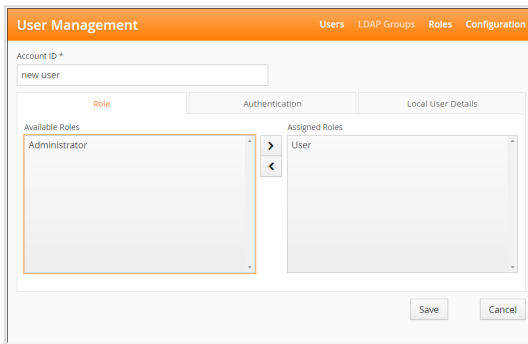 User Management
Users LDAP Groups Roles Configuration
Account ID *
new user
Role Authentication Local User Details
Available Roles Assigned Roles
Administrator User
Save Cancel